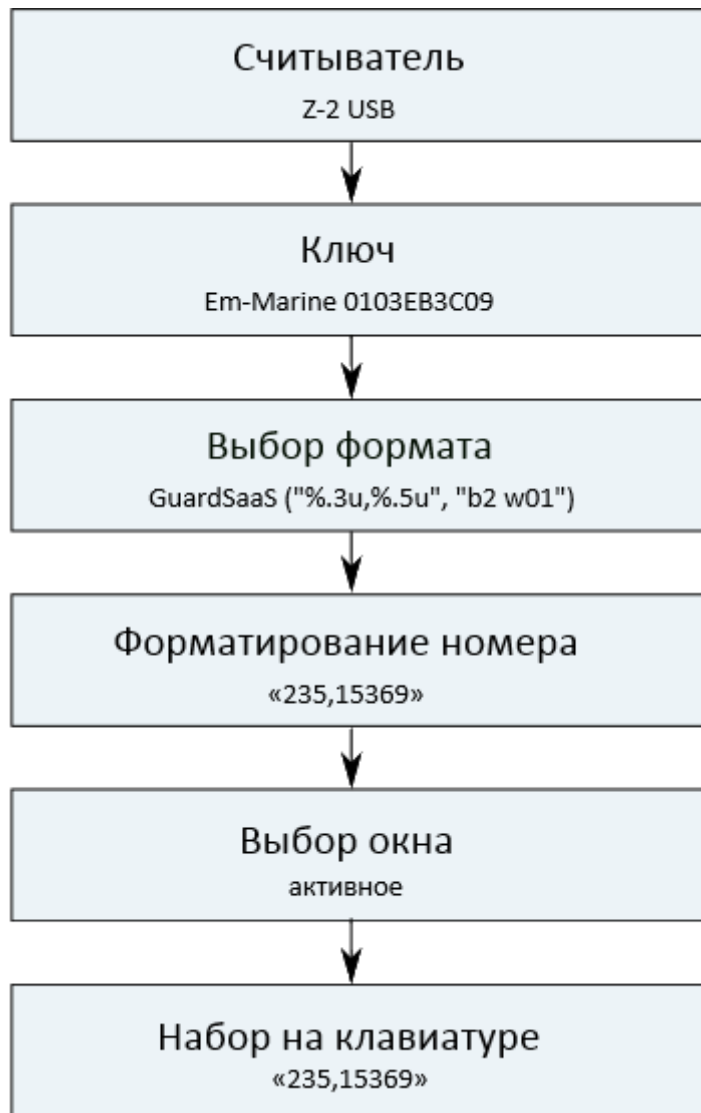 Считыватель
Z-2 USB
Ключ
Em-Marine 0103EB3C09
Выбор формата
GuardSaaS ("%.3u,%.5u", "b2 w01")
Форматирование номера
«235,15369»
Выбор окна
активное
Набор на клавиатуре
«235,15369»